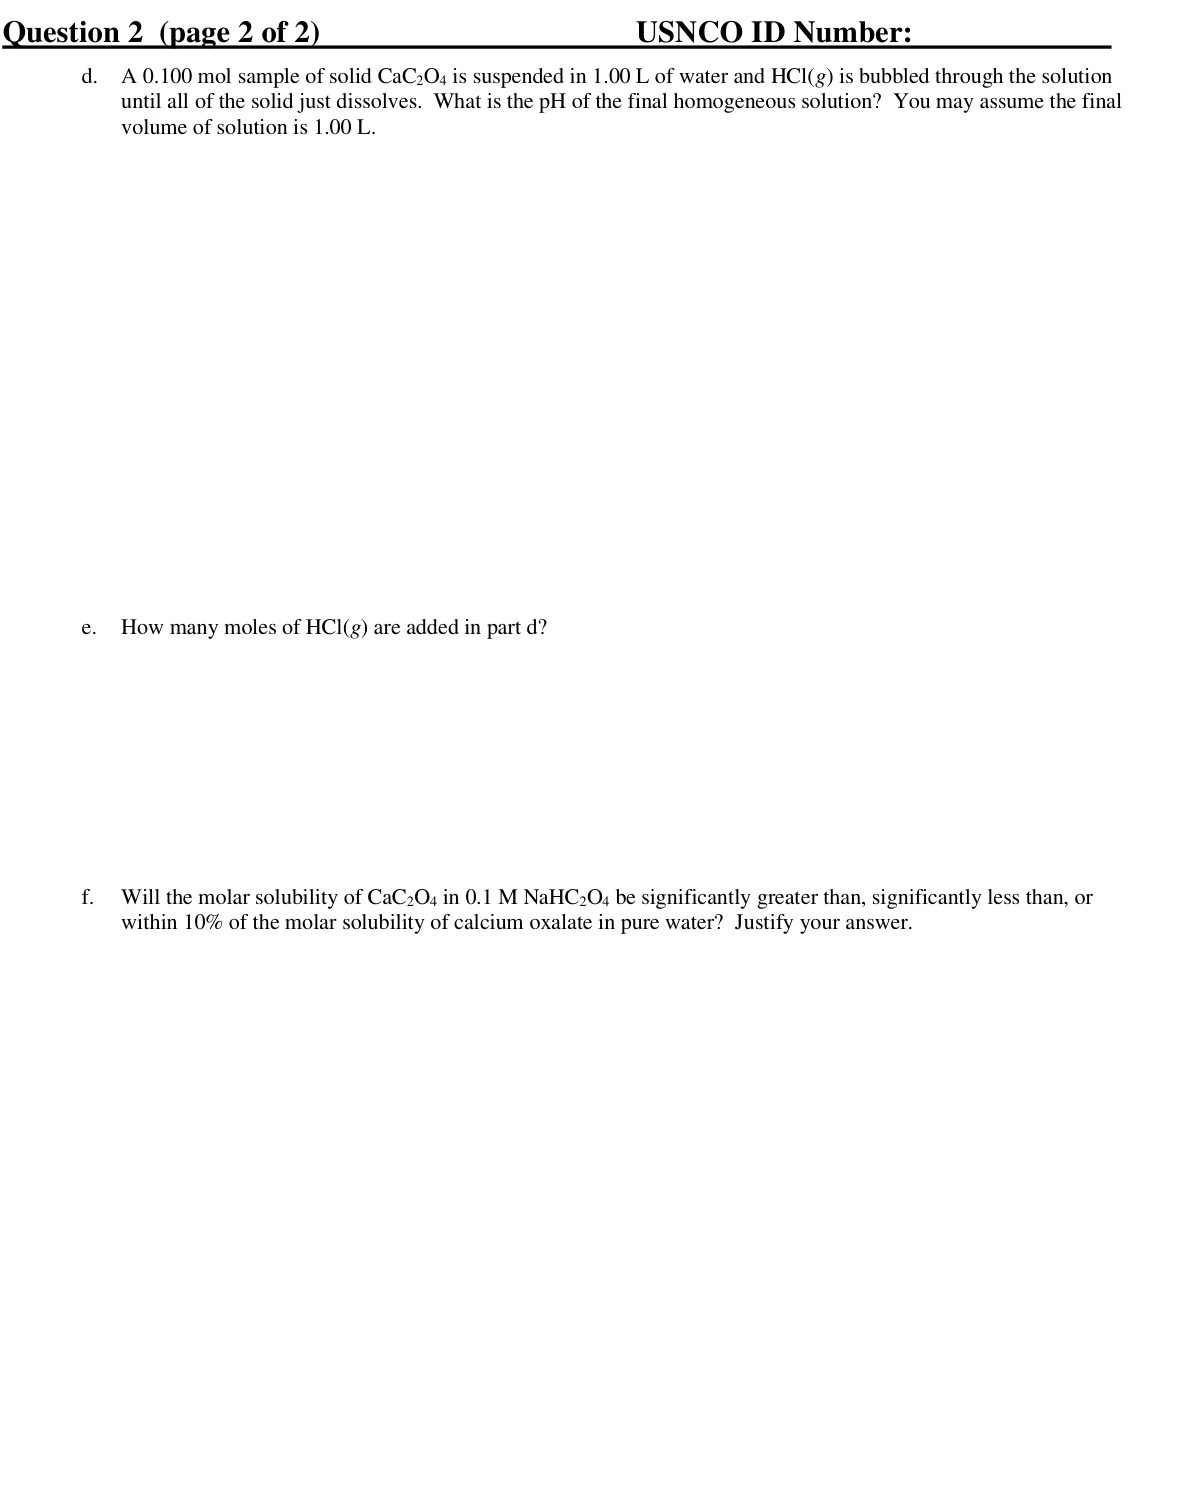 Question 2 (page 2 of 2) USNCO ID Number:
d. A 0.100 mol sample of solid CaC₂O₄ is suspended in 1.00 L of water and HCl(g) is bubbled through the solution
until all of the solid just dissolves. What is the pH of the final homogeneous solution? You may assume the final
volume of solution is 1.00 L.
e. How many moles of HCl(g) are added in part d?
f. Will the molar solubility of CaC₂O₄ in 0.1 M NaHC₂O₄ be significantly greater than, significantly less than, or
within 10% of the molar solubility of calcium oxalate in pure water? Justify your answer.